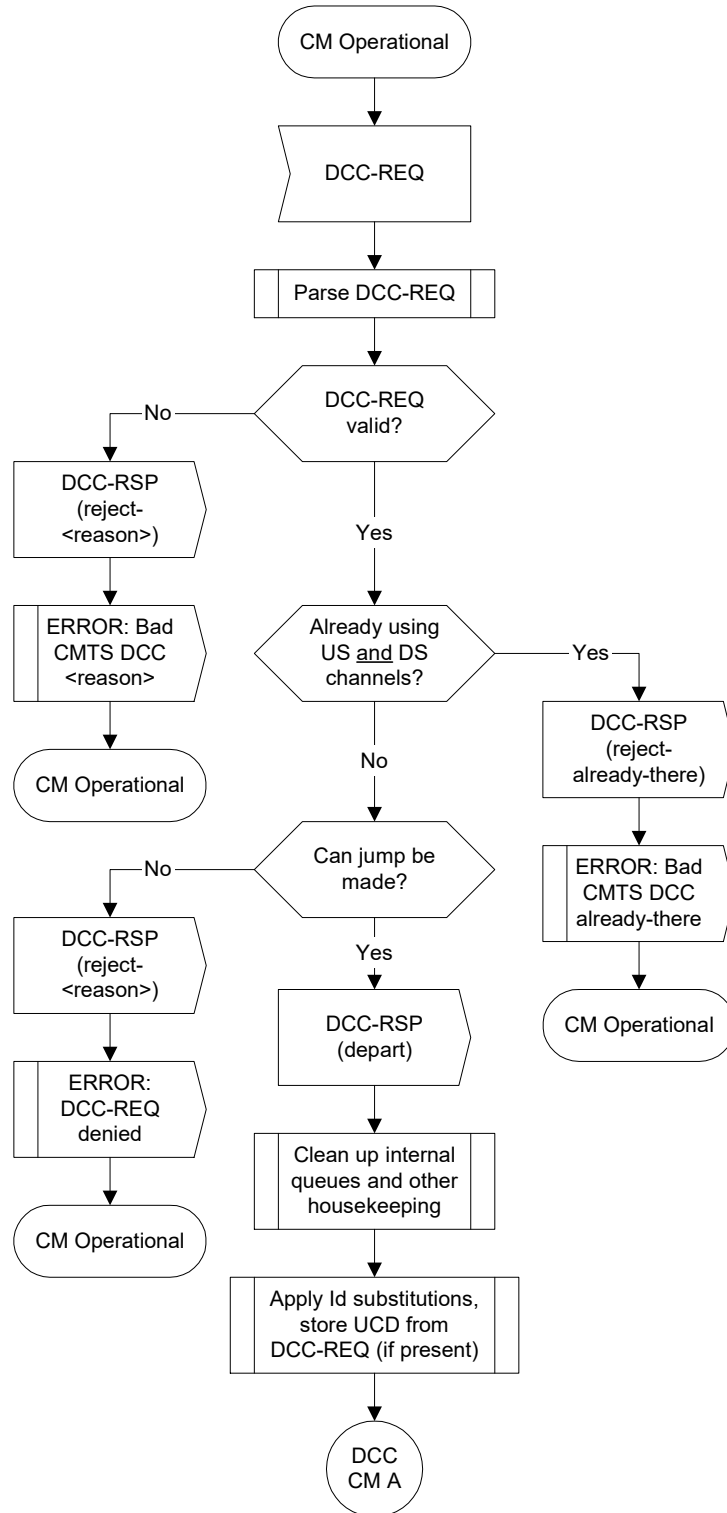 CM Operational
DCC-REQ
Parse DCC-REQ
DCC-REQ
valid?
No
DCC-RSP
(reject-
<reason>)
Yes
ERROR: Bad
CMTS DCC
<reason>
Already using
US and DS
channels?
Yes
DCC-RSP
(reject-
already-there)
CM Operational
No
ERROR: Bad
CMTS DCC
already-there
Can jump be
made?
No
DCC-RSP
(reject-
<reason>)
Yes
CM Operational
DCC-RSP
(depart)
ERROR:
DCC-REQ
denied
Clean up internal
queues and other
housekeeping
CM Operational
Apply Id substitutions,
store UCD from
DCC-REQ (if present)
DCC
CM A